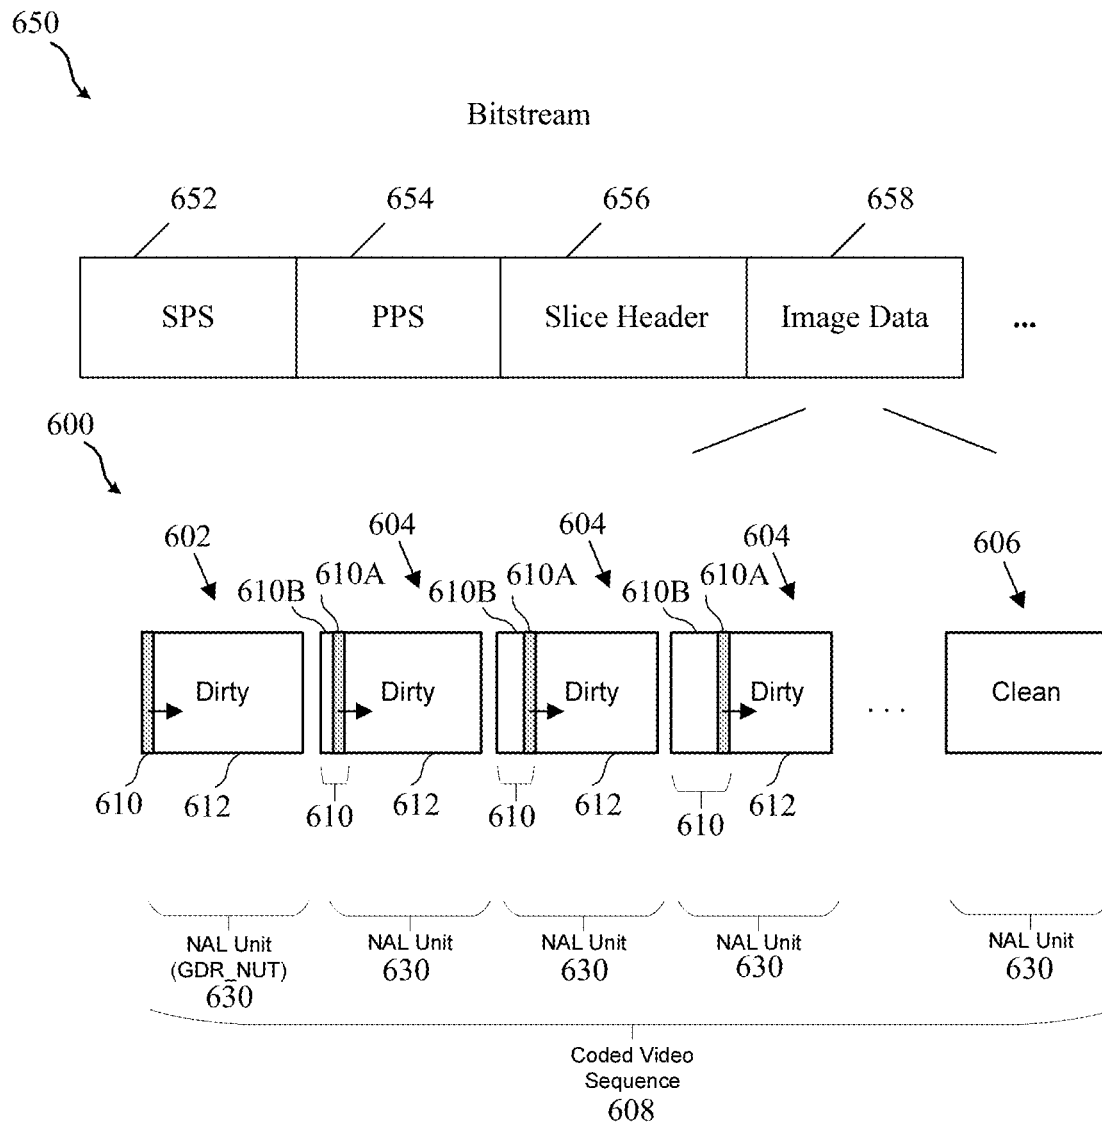 650
Bitstream
652 654 656 658
SPS PPS Slice Header Image Data ...
600
602 604 604 604 606
610B 610A 610B 610A 610B 610A
Dirty Dirty Dirty Dirty . . . Clean
610 612 610 612 610 612 610 612
NAL Unit (GDR_NUT) 630
NAL Unit 630
NAL Unit 630
NAL Unit 630
NAL Unit 630
Coded Video
Sequence
608